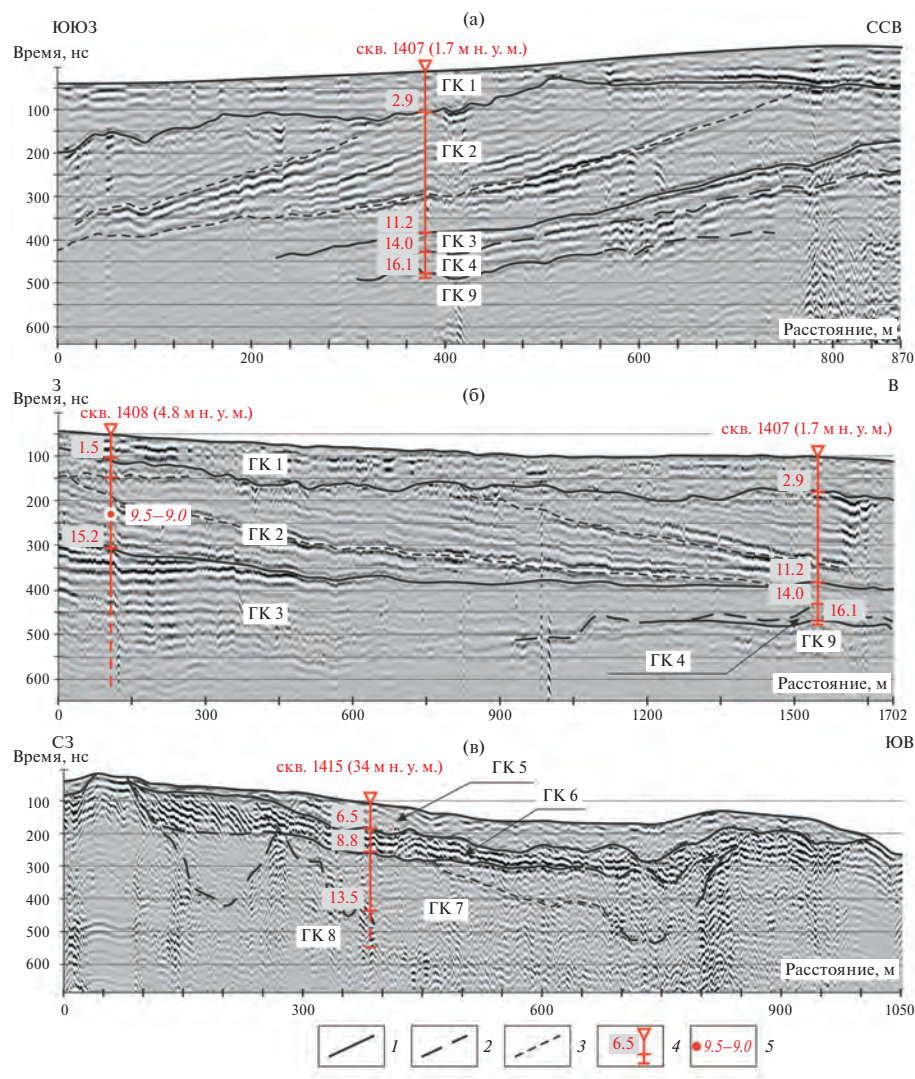 (а)
ЮЮЗ ССВ
Время, нс
скв. 1407 (1.7 м н. у. м.)
ГК 1
2.9
100
ГК 2
200
300
11.2
400
ГК 3
14.0
ГК 4
16.1
500
ГК 9
600
Расстояние, м
0 200 400 600 800 870
З (б) В
Время, нс
скв. 1408 (4.8 м н. у. м.) скв. 1407 (1.7 м н. у. м.)
1.5
100
ГК 1
2.9
200
9.5–9.0
ГК 2
15.2
300
11.2
400
14.0
ГК 3
16.1
500
ГК 9
ГК 4
600
Расстояние, м
0 300 600 900 1200 1500 1702
СЗ (в) ЮВ
Время, нс
скв. 1415 (34 м н. у. м.)
ГК 5
100
ГК 6
6.5
200
8.8
300
400
13.5
ГК 7
500
ГК 8
600
Расстояние, м
0 300 600 900 1050
1 2 3 6.5 4 9.5–9.0 5